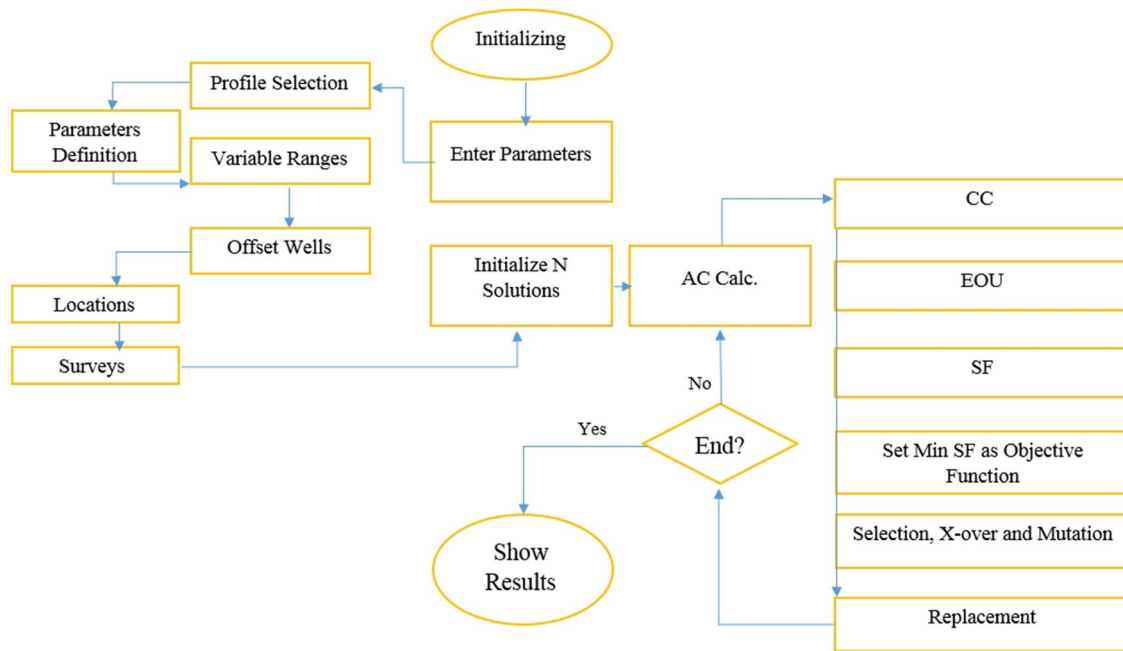 Initializing
Enter Parameters
Profile Selection
Parameters
Definition
Variable Ranges
Offset Wells
Locations
Surveys
Initialize N
Solutions
AC Calc.
CC
EOU
SF
Set Min SF as Objective
Function
Selection, X-over and Mutation
Replacement
End?
No
Yes
Show
Results